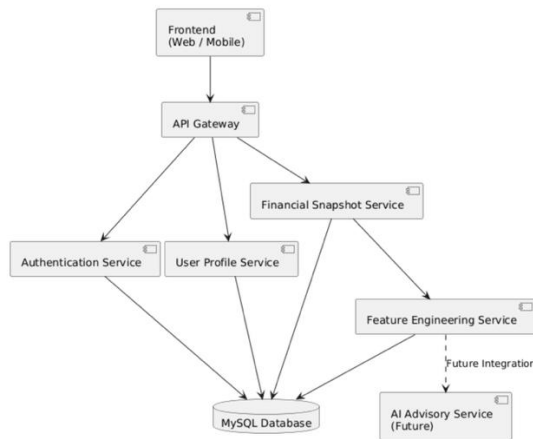 Frontend
(Web / Mobile)
API Gateway
Financial Snapshot Service
Authentication Service
User Profile Service
Feature Engineering Service
Future Integration
MySQL Database
AI Advisory Service
(Future)